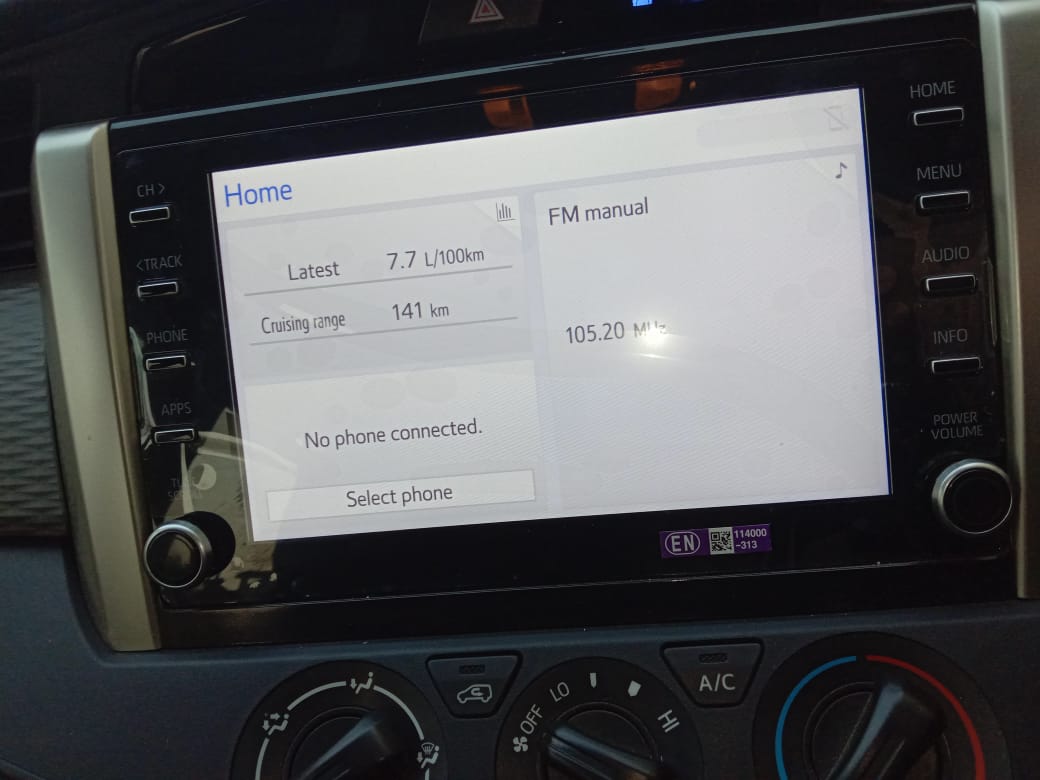 CH >
< TRACK
PHONE
APPS
Home
Latest 7.7 L/100km
Cruising range 141 km
No phone connected.
Select phone
FM manual
105.20 MHz
HOME
MENU
AUDIO
INFO
POWER
VOLUME
EN 114000
-313
OFF LO HI
A/C